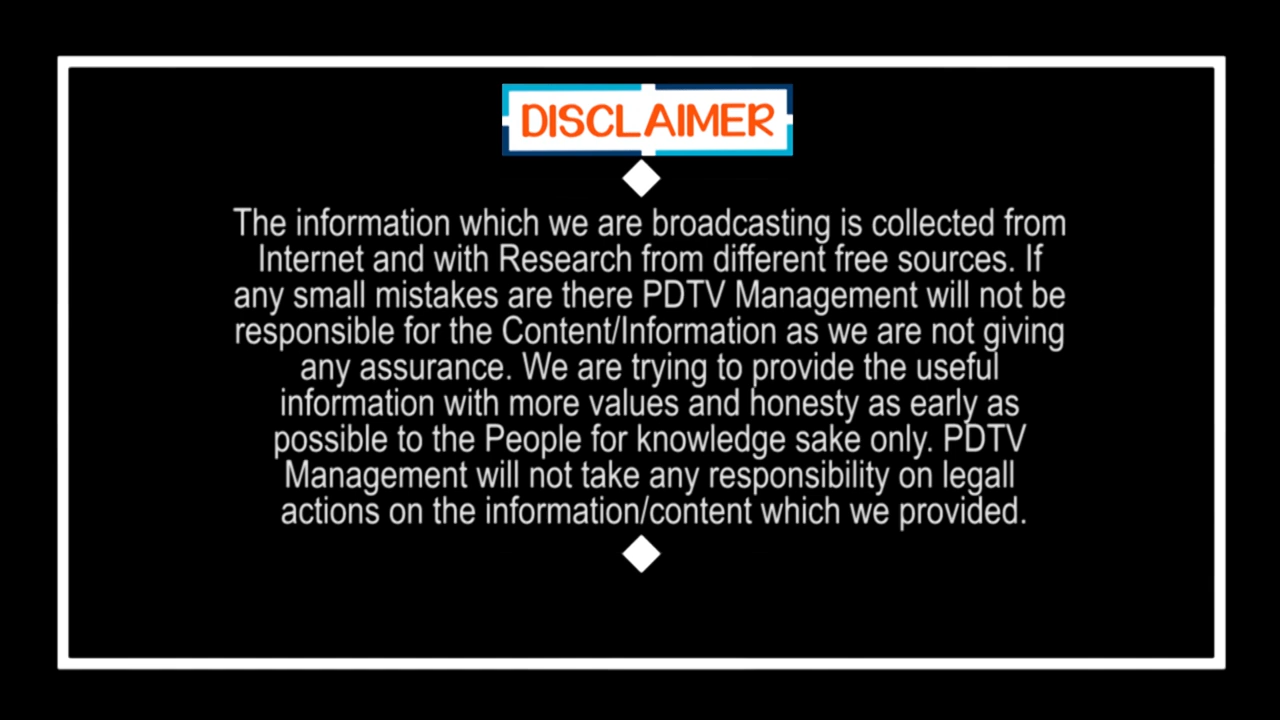 DISCLAIMER
The information which we are broadcasting is collected from
Internet and with Research from different free sources. If
any small mistakes are there PDTV Management will not be
responsible for the Content/Information as we are not giving
any assurance. We are trying to provide the useful
information with more values and honesty as early as
possible to the People for knowledge sake only. PDTV
Management will not take any responsibility on legall
actions on the information/content which we provided.